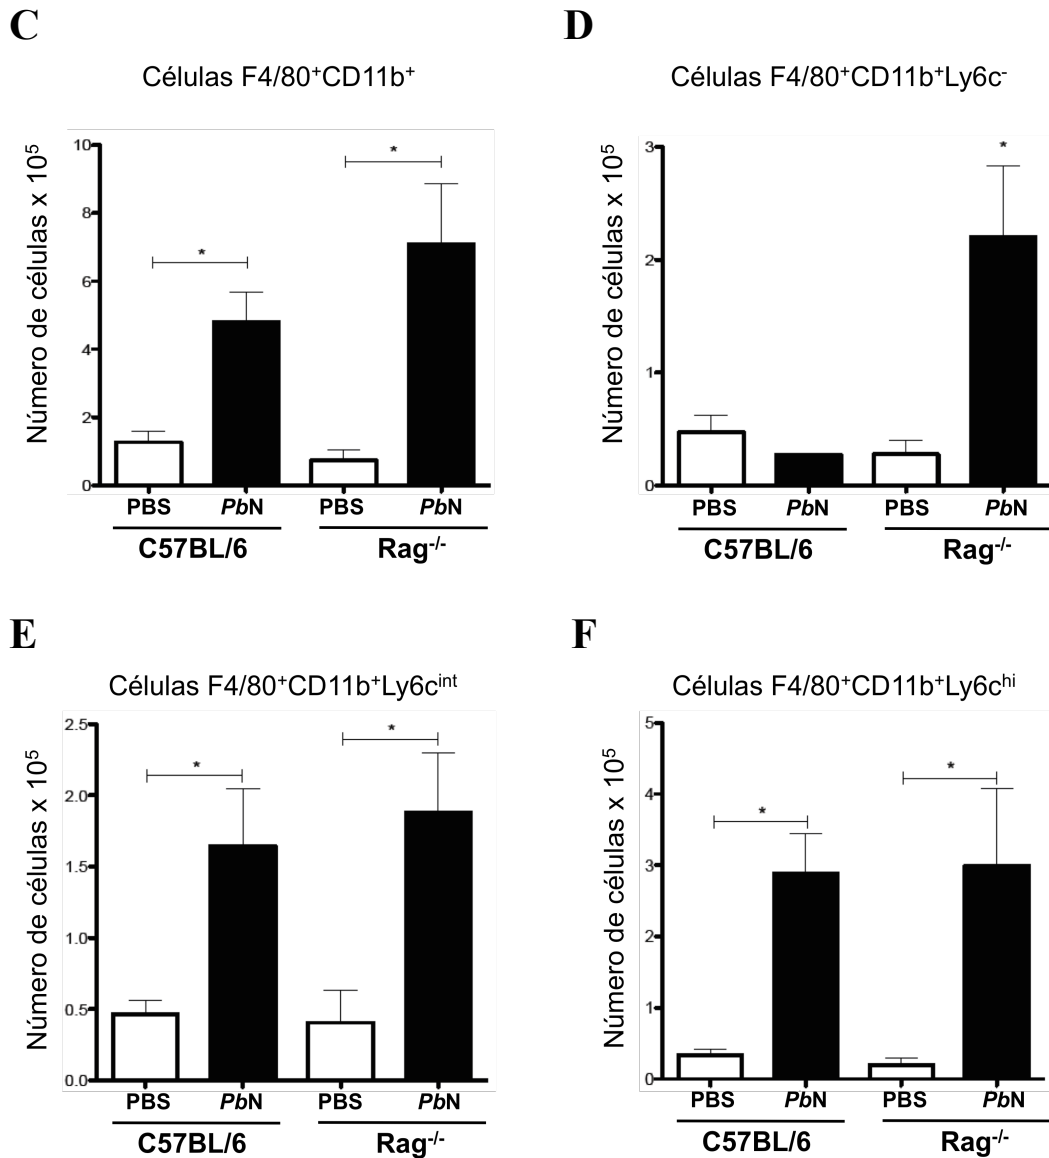 C
Células F4/80⁺CD11b⁺
Número de células x 10⁵
10
8
6
4
2
0
*
*
PBS PbN PBS PbN
C57BL/6 Rag⁻/⁻
D
Células F4/80⁺CD11b⁺Ly6c⁻
Número de células x 10⁵
3
2
1
0
*
PBS PbN PBS PbN
C57BL/6 Rag⁻/⁻
E
Células F4/80⁺CD11b⁺Ly6cⁱⁿᵗ
Número de células x 10⁵
2.5
2.0
1.5
1.0
0.5
0.0
*
*
PBS PbN PBS PbN
C57BL/6 Rag⁻/⁻
F
Células F4/80⁺CD11b⁺Ly6cʰⁱ
Número de células x 10⁵
5
4
3
2
1
0
*
*
PBS PbN PBS PbN
C57BL/6 Rag⁻/⁻